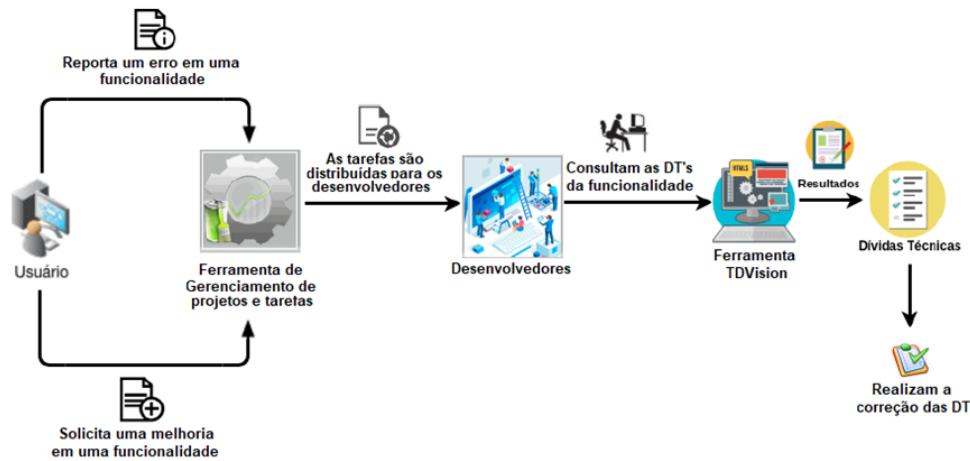 Reporta um erro em uma
funcionalidade
Usuário
Solicita uma melhoria
em uma funcionalidade
Ferramenta de
Gerenciamento de
projetos e tarefas
As tarefas são
distribuídas para os
desenvolvedores
Desenvolvedores
Consultam as DT's
da funcionalidade
HTML5
Ferramenta
TDVision
Resultados
Dívidas Técnicas
Realizam a
correção das DT